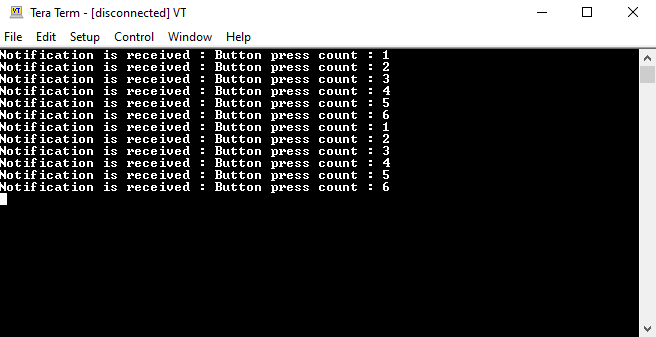 VT Tera Term - [disconnected] VT
File Edit Setup Control Window Help
Notification is received : Button press count : 1
Notification is received : Button press count : 2
Notification is received : Button press count : 3
Notification is received : Button press count : 4
Notification is received : Button press count : 5
Notification is received : Button press count : 6
Notification is received : Button press count : 1
Notification is received : Button press count : 2
Notification is received : Button press count : 3
Notification is received : Button press count : 4
Notification is received : Button press count : 5
Notification is received : Button press count : 6